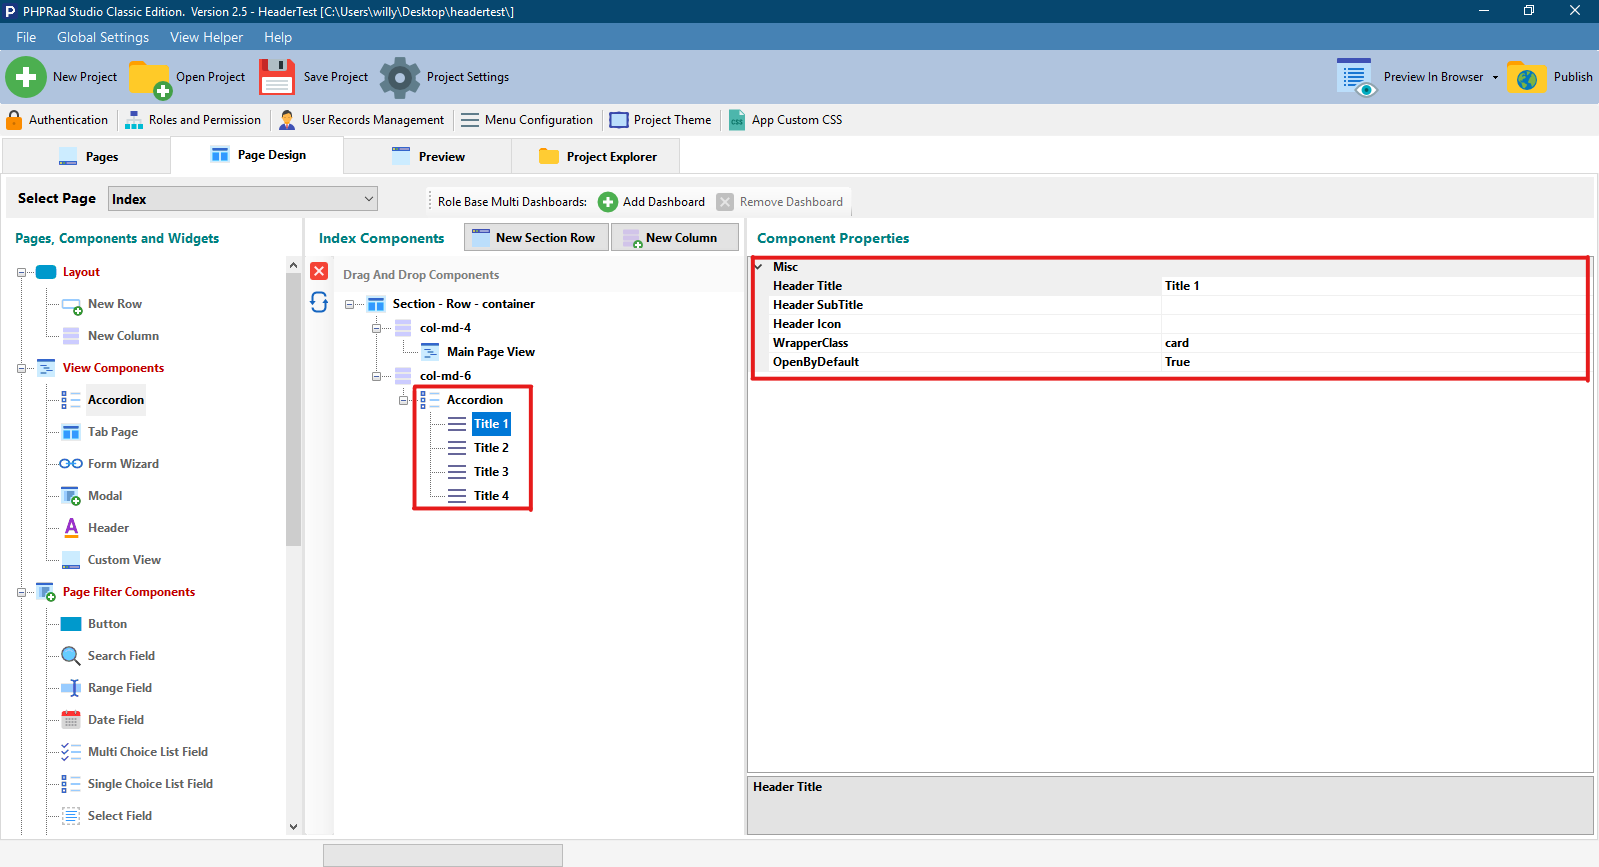 PHPRad Studio Classic Edition.  Version 2.5 - HeaderTest [C:\Users\willy\Desktop\headertest\]
File Global Settings View Helper Help
New Project Open Project Save Project Project Settings Preview In Browser Publish
Authentication Roles and Permission User Records Management Menu Configuration Project Theme App Custom CSS
Pages Page Design Preview Project Explorer
Select Page Index Role Base Multi Dashboards: Add Dashboard Remove Dashboard
Pages, Components and Widgets
Layout
New Row
New Column
View Components
Accordion
Tab Page
Form Wizard
Modal
Header
Custom View
Page Filter Components
Button
Search Field
Range Field
Date Field
Multi Choice List Field
Single Choice List Field
Select Field
Index Components New Section Row New Column
Drag And Drop Components
Section - Row - container
col-md-4
Main Page View
col-md-6
Accordion
Title 1
Title 2
Title 3
Title 4
Component Properties
Misc
Header Title Title 1
Header SubTitle
Header Icon
WrapperClass card
OpenByDefault True
Header Title